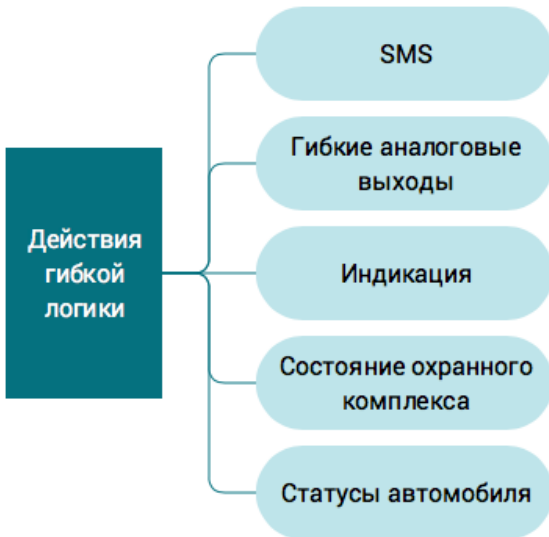 SMS
Гибкие аналоговые
выходы
Действия
гибкой
логики
Индикация
Состояние охранного
комплекса
Статусы автомобиля